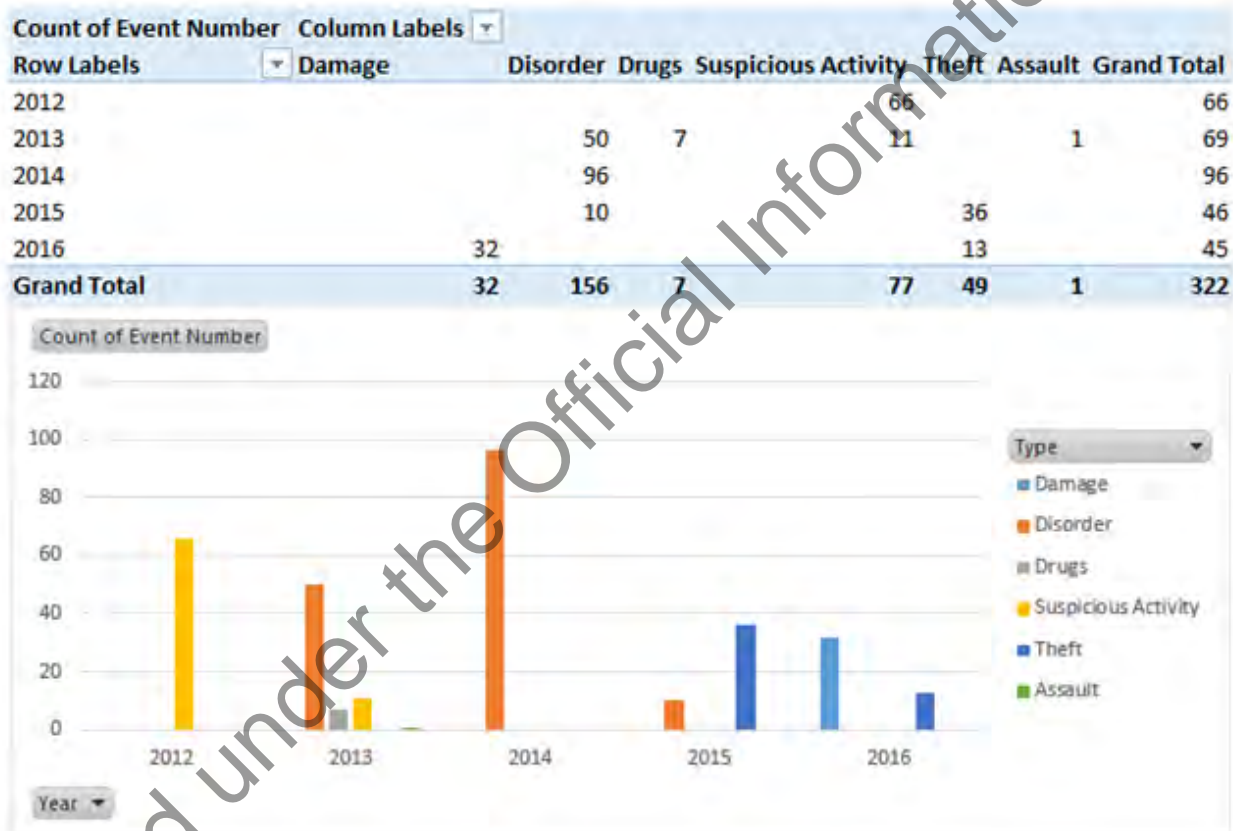 Count of Event Number Column Labels
Row Labels Damage Disorder Drugs Suspicious Activity Theft Assault Grand Total
2012 66 66
2013 50 7 11 1 69
2014 96 96
2015 10 36 46
2016 32 13 45
Grand Total 32 156 7 77 49 1 322
Count of Event Number
120
100
80
60
40
20
0
2012 2013 2014 2015 2016
Type
Damage
Disorder
Drugs
Suspicious Activity
Theft
Assault
Year
under the Official